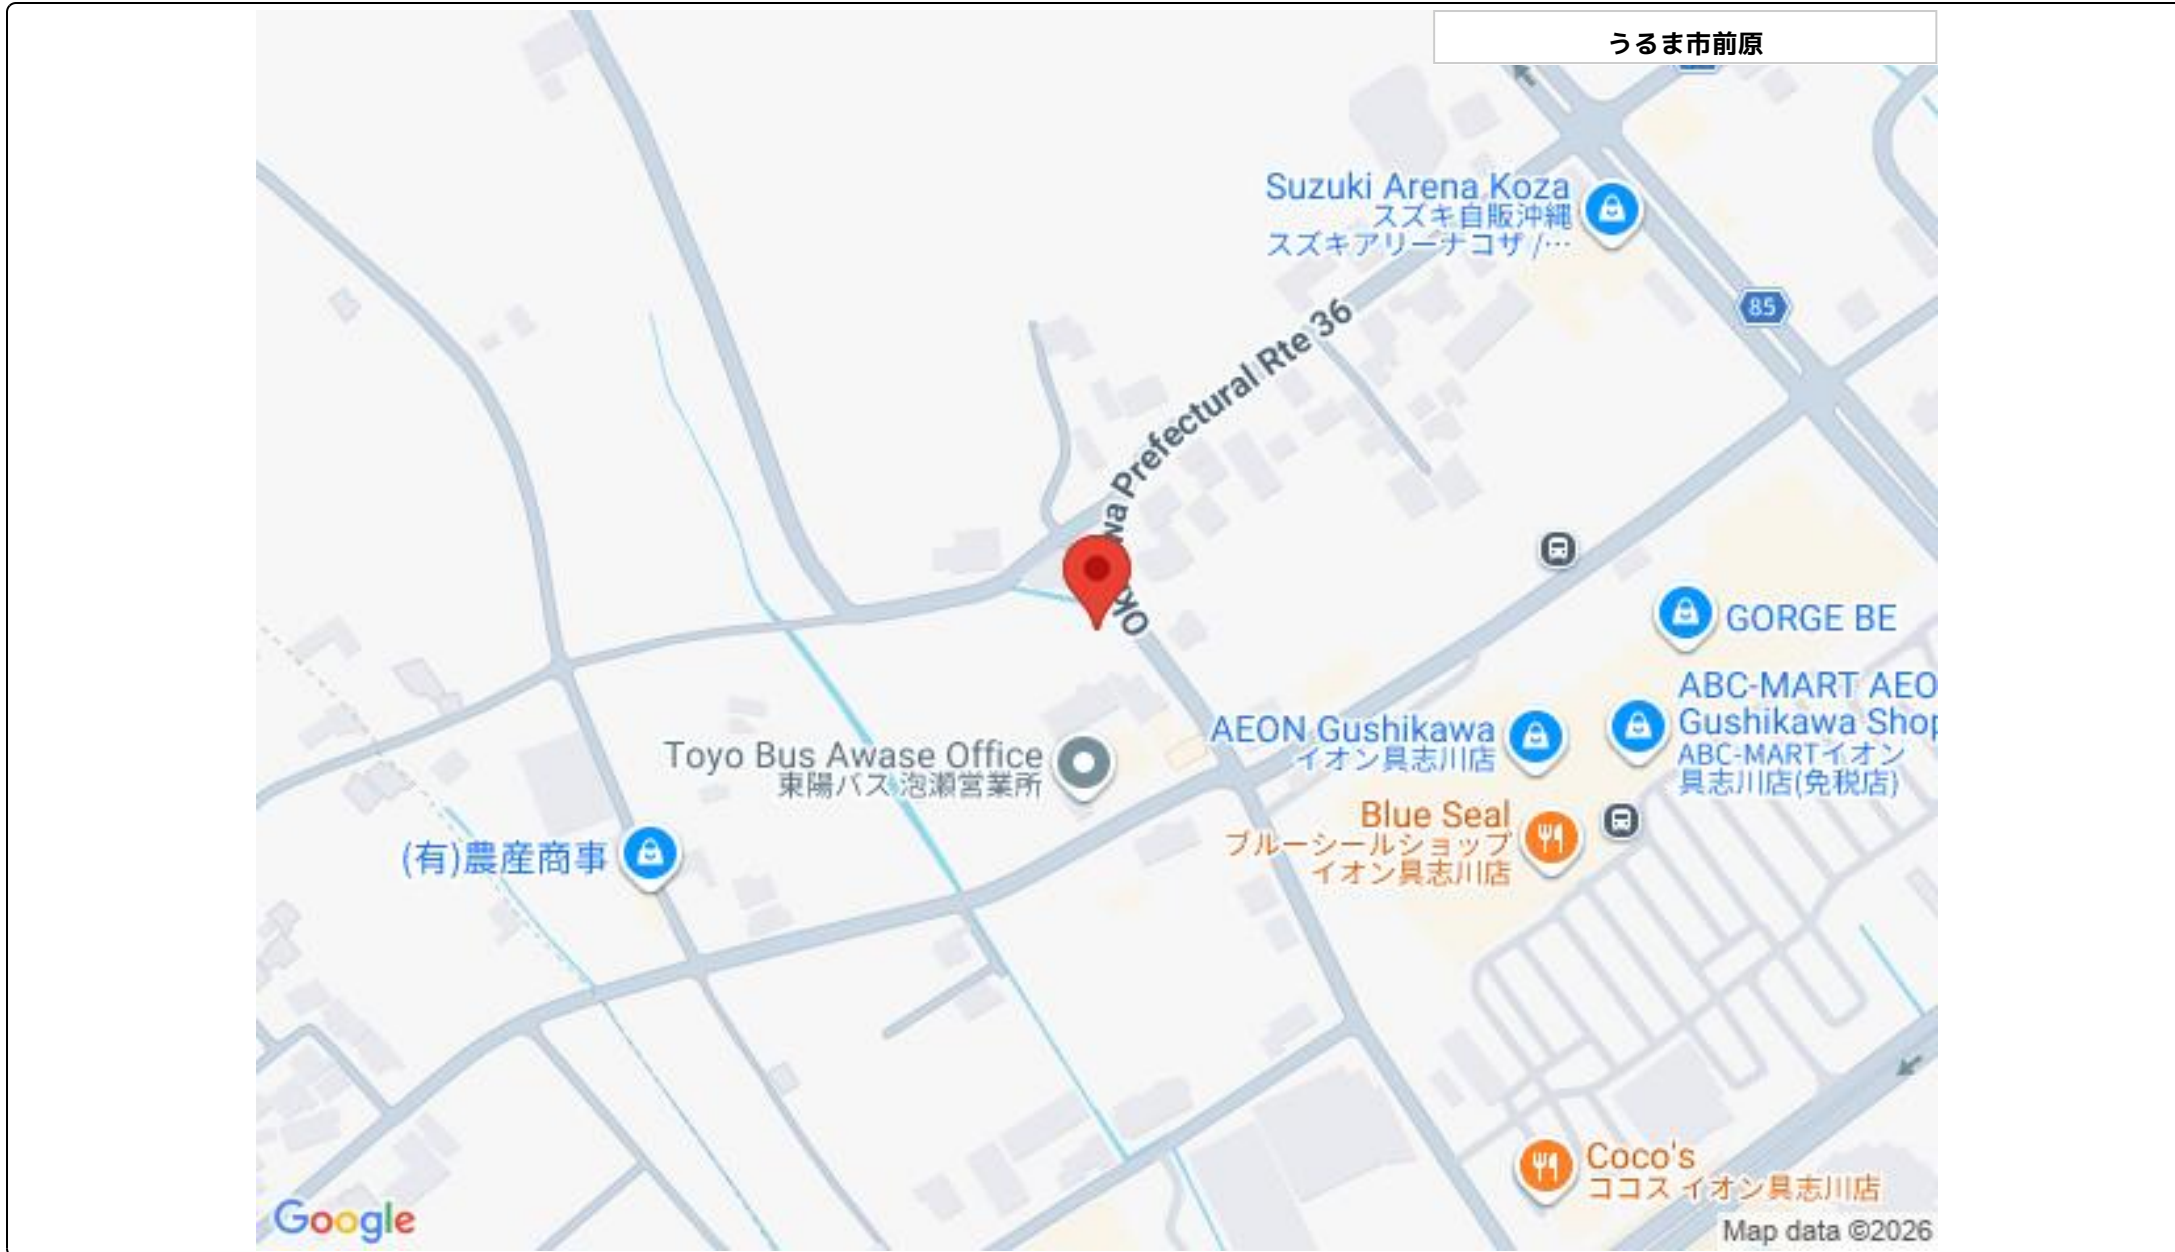 うるま市前原
Suzuki Arena Koza
スズキ自販沖縄
スズキアリーナコザ /…
85
wa Prefectural Rte 36
Ok
GORGE BE
ABC-MART AEO
Gushikawa Shop
ABC-MARTイオン
具志川店(免税店)
AEON Gushikawa
イオン具志川店
Toyo Bus Awase Office
東陽バス 泡瀬営業所
Blue Seal
ブルーシールショップ
イオン具志川店
(有)農産商事
Coco's
ココス イオン具志川店
Google
Map data ©2026